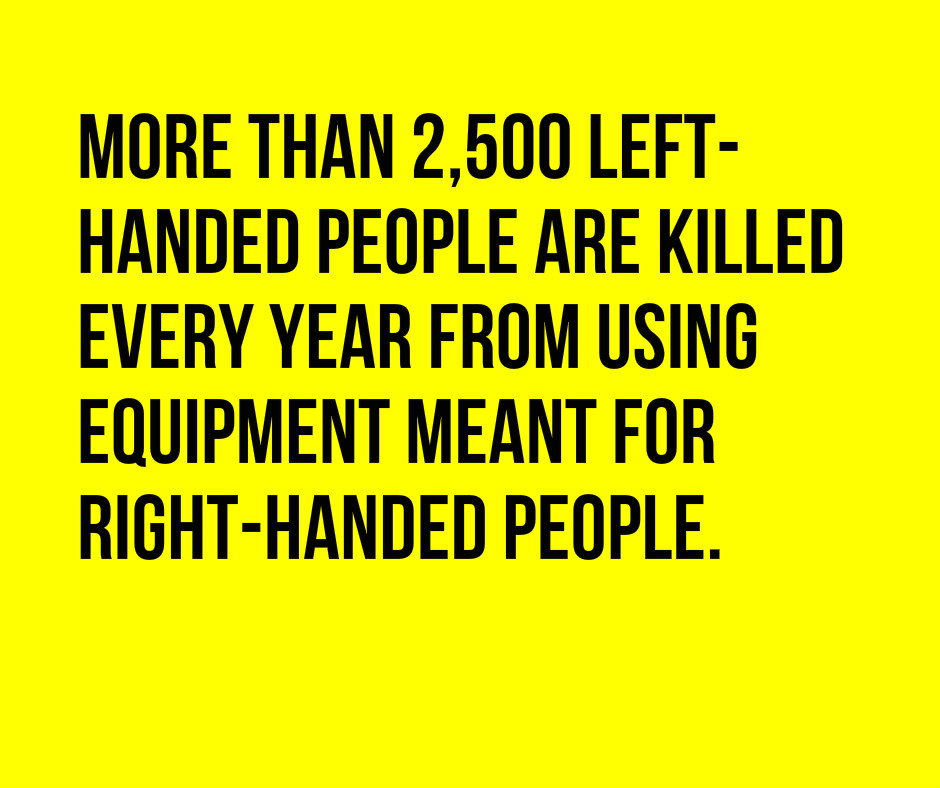 MORE THAN 2,500 LEFT-
HANDED PEOPLE ARE KILLED
EVERY YEAR FROM USING
EQUIPMENT MEANT FOR
RIGHT-HANDED PEOPLE.